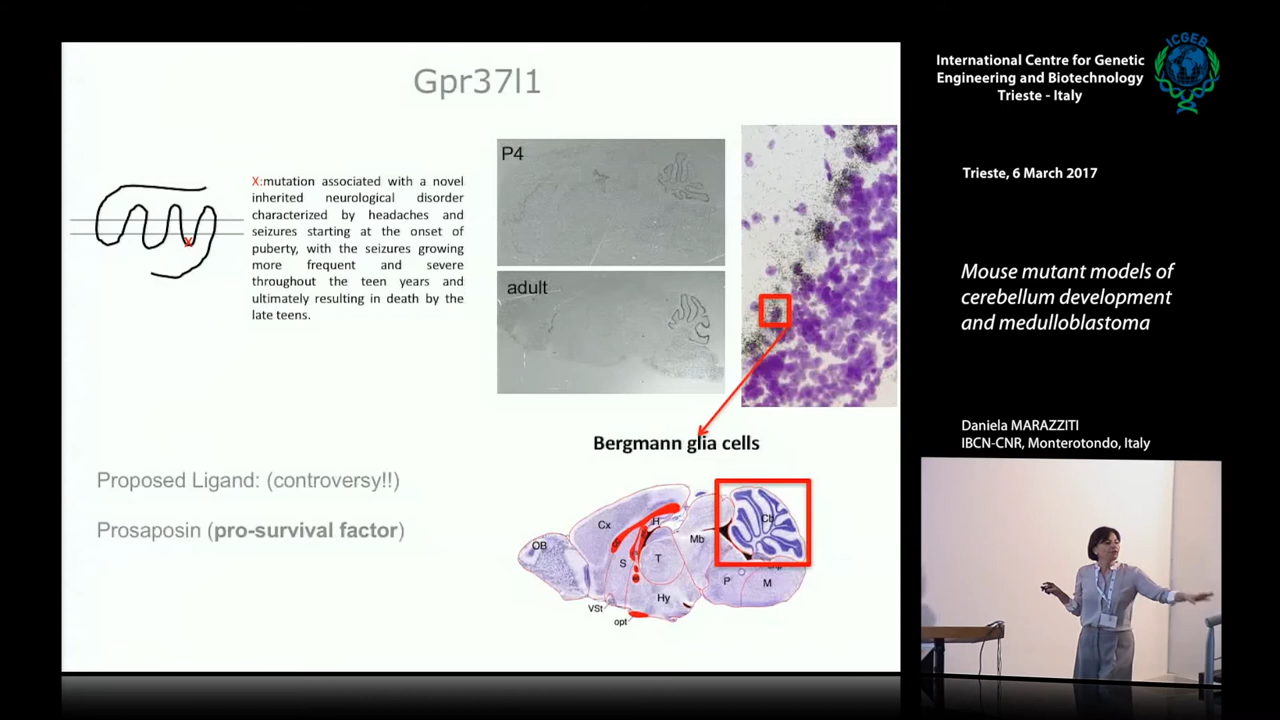 Gpr37l1
X:mutation associated with a novel
inherited neurological disorder
characterized by headaches and
seizures starting at the onset of
puberty, with the seizures growing
more frequent and severe
throughout the teen years and
ultimately resulting in death by the
late teens.
X
P4
adult
Bergmann glia cells
Proposed Ligand: (controversy!!)
Prosaposin (pro-survival factor)
OB
Cx
H
S
T
Mb
Cb
P
M
Hy
VSt
opt
ICGEB
International Centre for Genetic
Engineering and Biotechnology
Trieste - Italy
Trieste, 6 March 2017
Mouse mutant models of
cerebellum development
and medulloblastoma
Daniela MARAZZITI
IBCN-CNR, Monterotondo, Italy